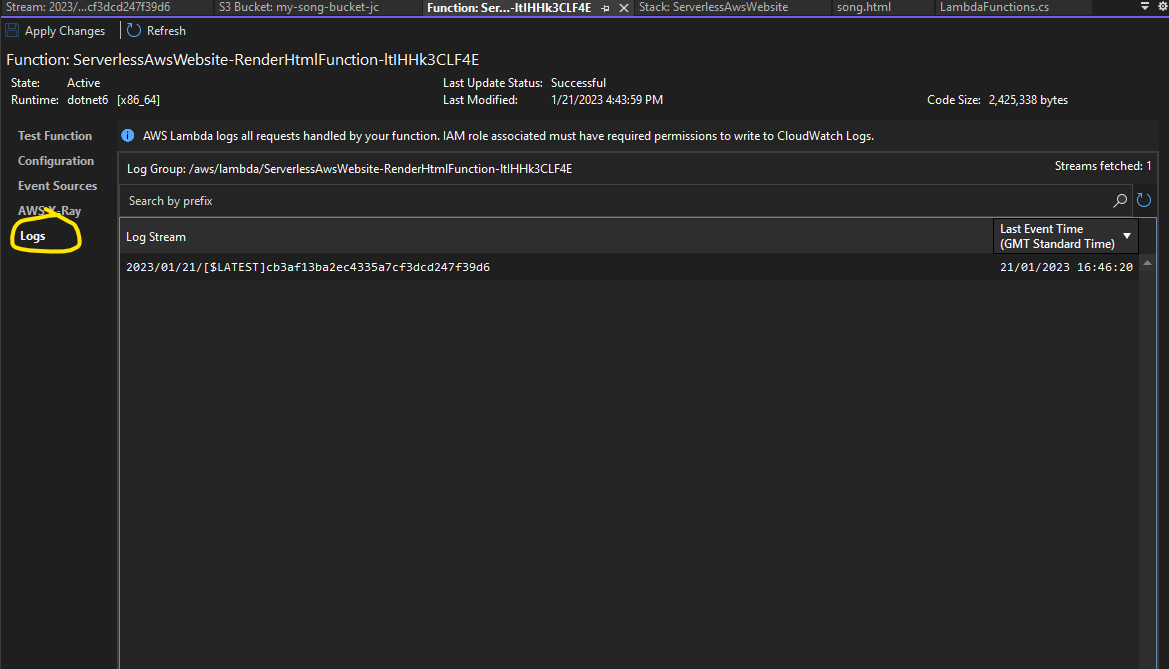 Stream: 2023/...cf3dcd247f39d6
S3 Bucket: my-song-bucket-jc
Function: Ser...-ltIHHk3CLF4E
Stack: ServerlessAwsWebsite
song.html
LambdaFunctions.cs
Apply Changes
Refresh
Function: ServerlessAwsWebsite-RenderHtmlFunction-ltIHHk3CLF4E
State: Active
Last Update Status: Successful
Runtime: dotnet6 [x86_64]
Last Modified: 1/21/2023 4:43:59 PM
Code Size: 2,425,338 bytes
Test Function
Configuration
Event Sources
AWS X-Ray
Logs
AWS Lambda logs all requests handled by your function. IAM role associated must have required permissions to write to CloudWatch Logs.
Log Group: /aws/lambda/ServerlessAwsWebsite-RenderHtmlFunction-ltIHHk3CLF4E
Streams fetched: 1
Search by prefix
Log Stream
Last Event Time
(GMT Standard Time)
2023/01/21/[$LATEST]cb3af13ba2ec4335a7cf3dcd247f39d6
21/01/2023 16:46:20